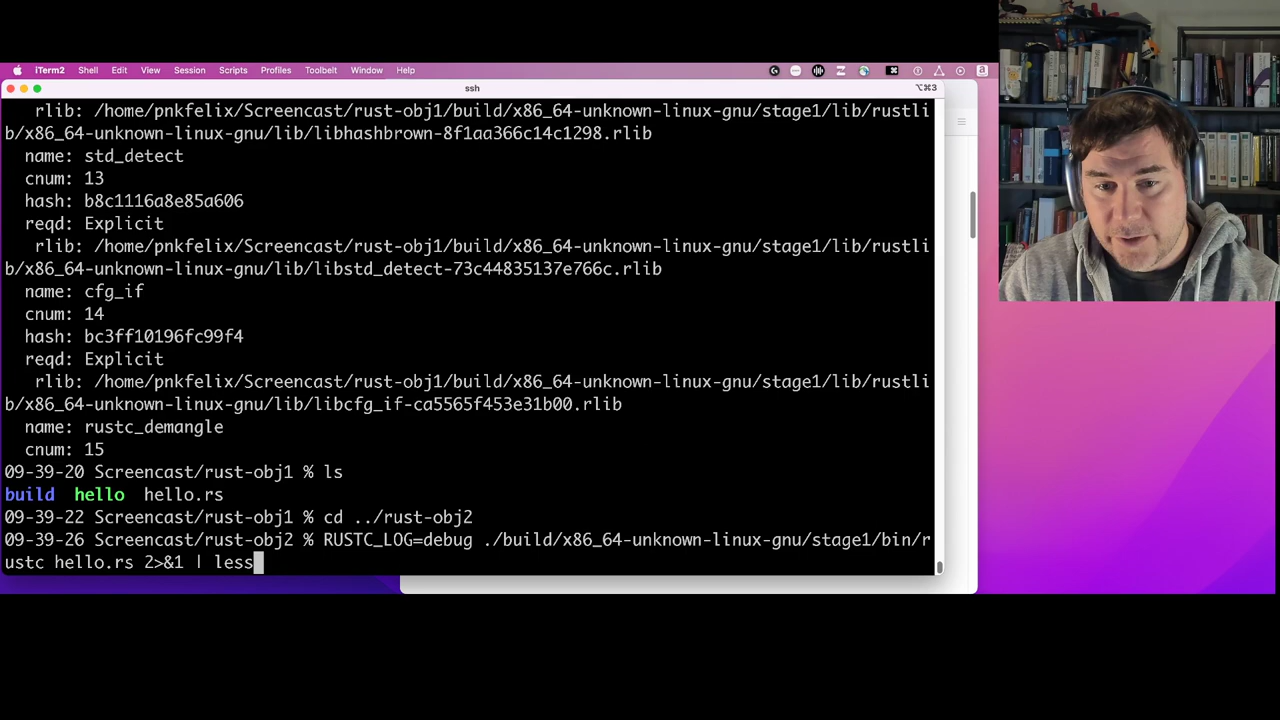 iTerm2 Shell Edit View Session Scripts Profiles Toolbelt Window Help
ssh
⌥⌘3
rlib: /home/pnkfelix/Screencast/rust-obj1/build/x86_64-unknown-linux-gnu/stage1/lib/rustli
b/x86_64-unknown-linux-gnu/lib/libhashbrown-8f1aa366c14c1298.rlib
name: std_detect
cnum: 13
hash: b8c1116a8e85a606
reqd: Explicit
rlib: /home/pnkfelix/Screencast/rust-obj1/build/x86_64-unknown-linux-gnu/stage1/lib/rustli
b/x86_64-unknown-linux-gnu/lib/libstd_detect-73c44835137e766c.rlib
name: cfg_if
cnum: 14
hash: bc3ff10196fc99f4
reqd: Explicit
rlib: /home/pnkfelix/Screencast/rust-obj1/build/x86_64-unknown-linux-gnu/stage1/lib/rustli
b/x86_64-unknown-linux-gnu/lib/libcfg_if-ca5565f453e31b00.rlib
name: rustc_demangle
cnum: 15
09-39-20 Screencast/rust-obj1 % ls
build hello hello.rs
09-39-22 Screencast/rust-obj1 % cd ../rust-obj2
09-39-26 Screencast/rust-obj2 % RUSTC_LOG=debug ./build/x86_64-unknown-linux-gnu/stage1/bin/r
ustc hello.rs 2>&1 | less